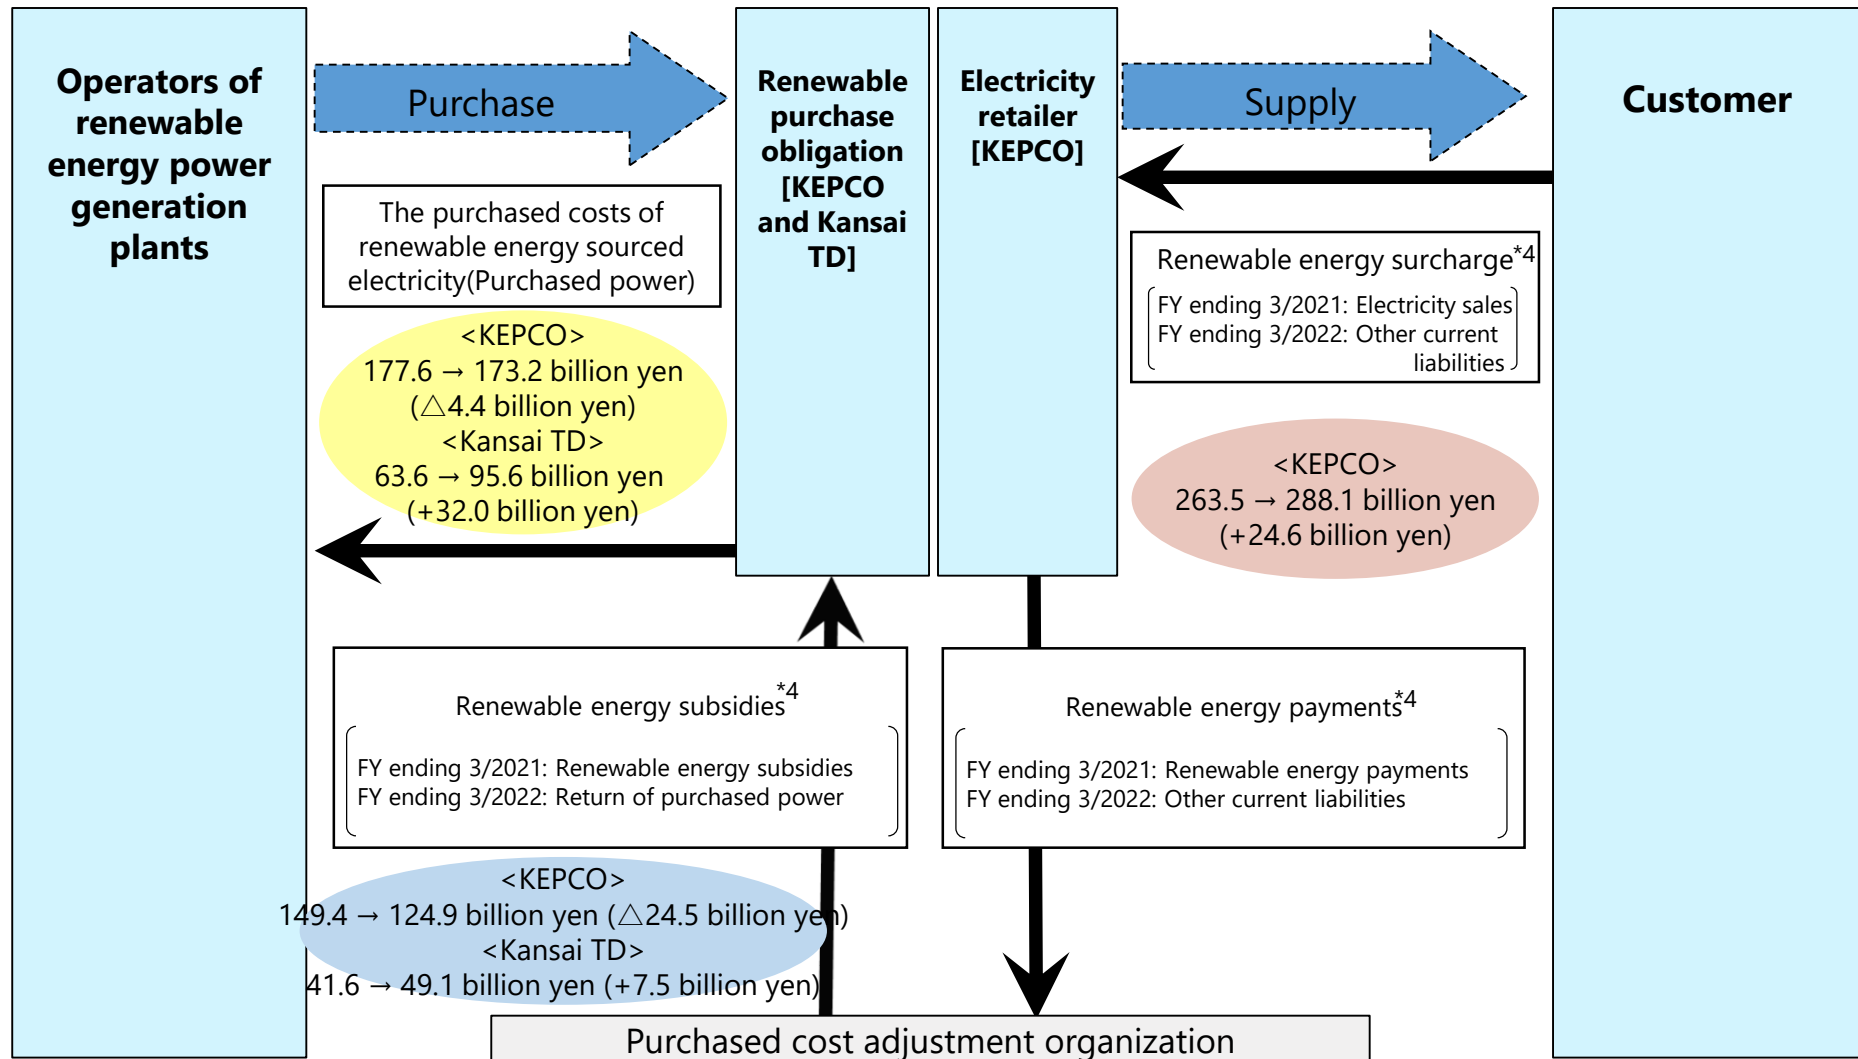 Operators of
renewable
energy power
generation
plants
Purchase
The purchased costs of
renewable energy sourced
electricity(Purchased power)
<KEPCO>
177.6 → 173.2 billion yen
(△4.4 billion yen)
<Kansai TD>
63.6 → 95.6 billion yen
(+32.0 billion yen)
Renewable
purchase
obligation
[KEPCO
and Kansai
TD]
Electricity
retailer
[KEPCO]
Supply
Customer
Renewable energy surcharge*4
FY ending 3/2021: Electricity sales
FY ending 3/2022: Other current
liabilities
<KEPCO>
263.5 → 288.1 billion yen
(+24.6 billion yen)
Renewable energy subsidies*4
FY ending 3/2021: Renewable energy subsidies
FY ending 3/2022: Return of purchased power
<KEPCO>
149.4 → 124.9 billion yen (△24.5 billion yen)
<Kansai TD>
41.6 → 49.1 billion yen (+7.5 billion yen)
Renewable energy payments*4
FY ending 3/2021: Renewable energy payments
FY ending 3/2022: Other current liabilities
Purchased cost adjustment organization